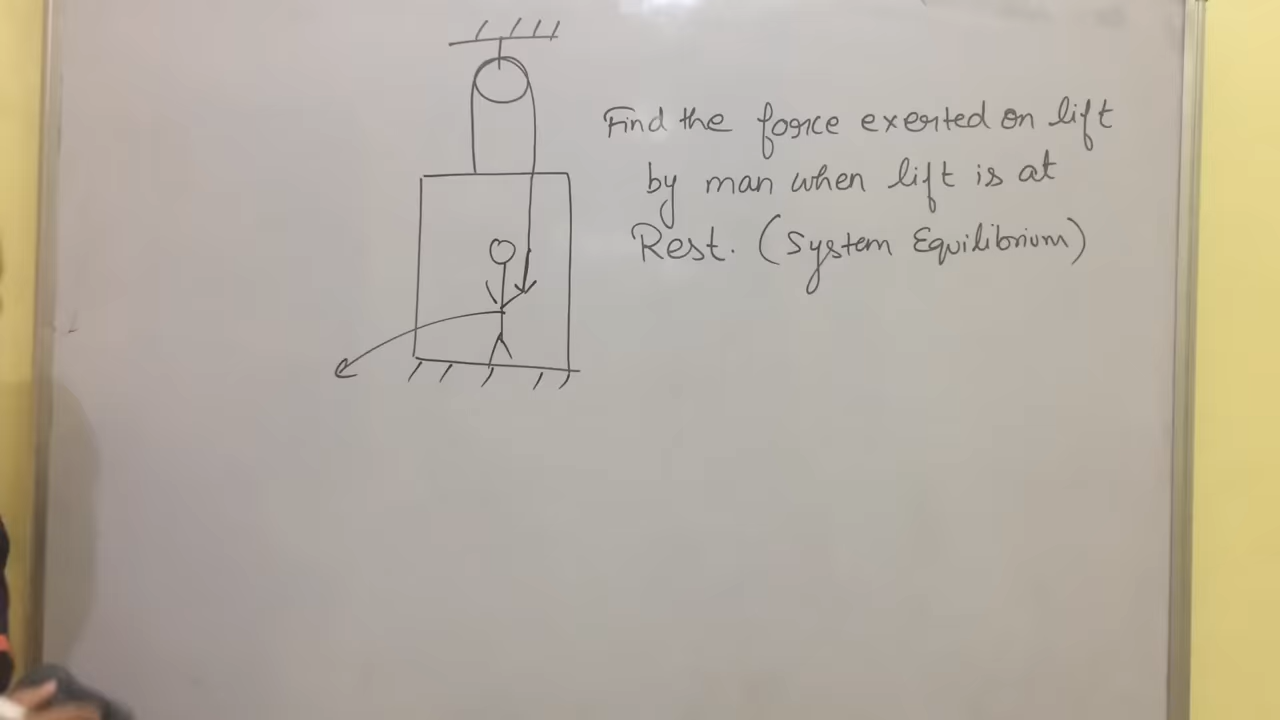 Find the force exerted on lift
by man when lift is at
Rest. (System Equilibrium)